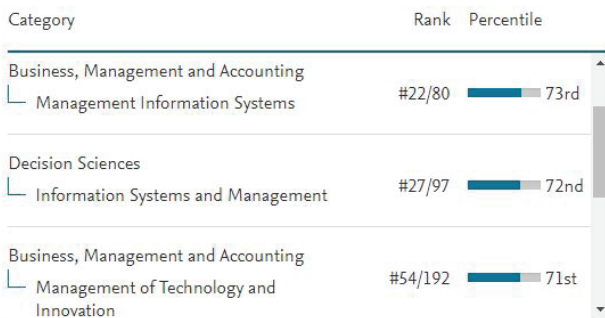 Category Rank Percentile
Business, Management and Accounting
Management Information Systems #22/80 73rd
Decision Sciences
Information Systems and Management #27/97 72nd
Business, Management and Accounting
Management of Technology and #54/192 71st
Innovation